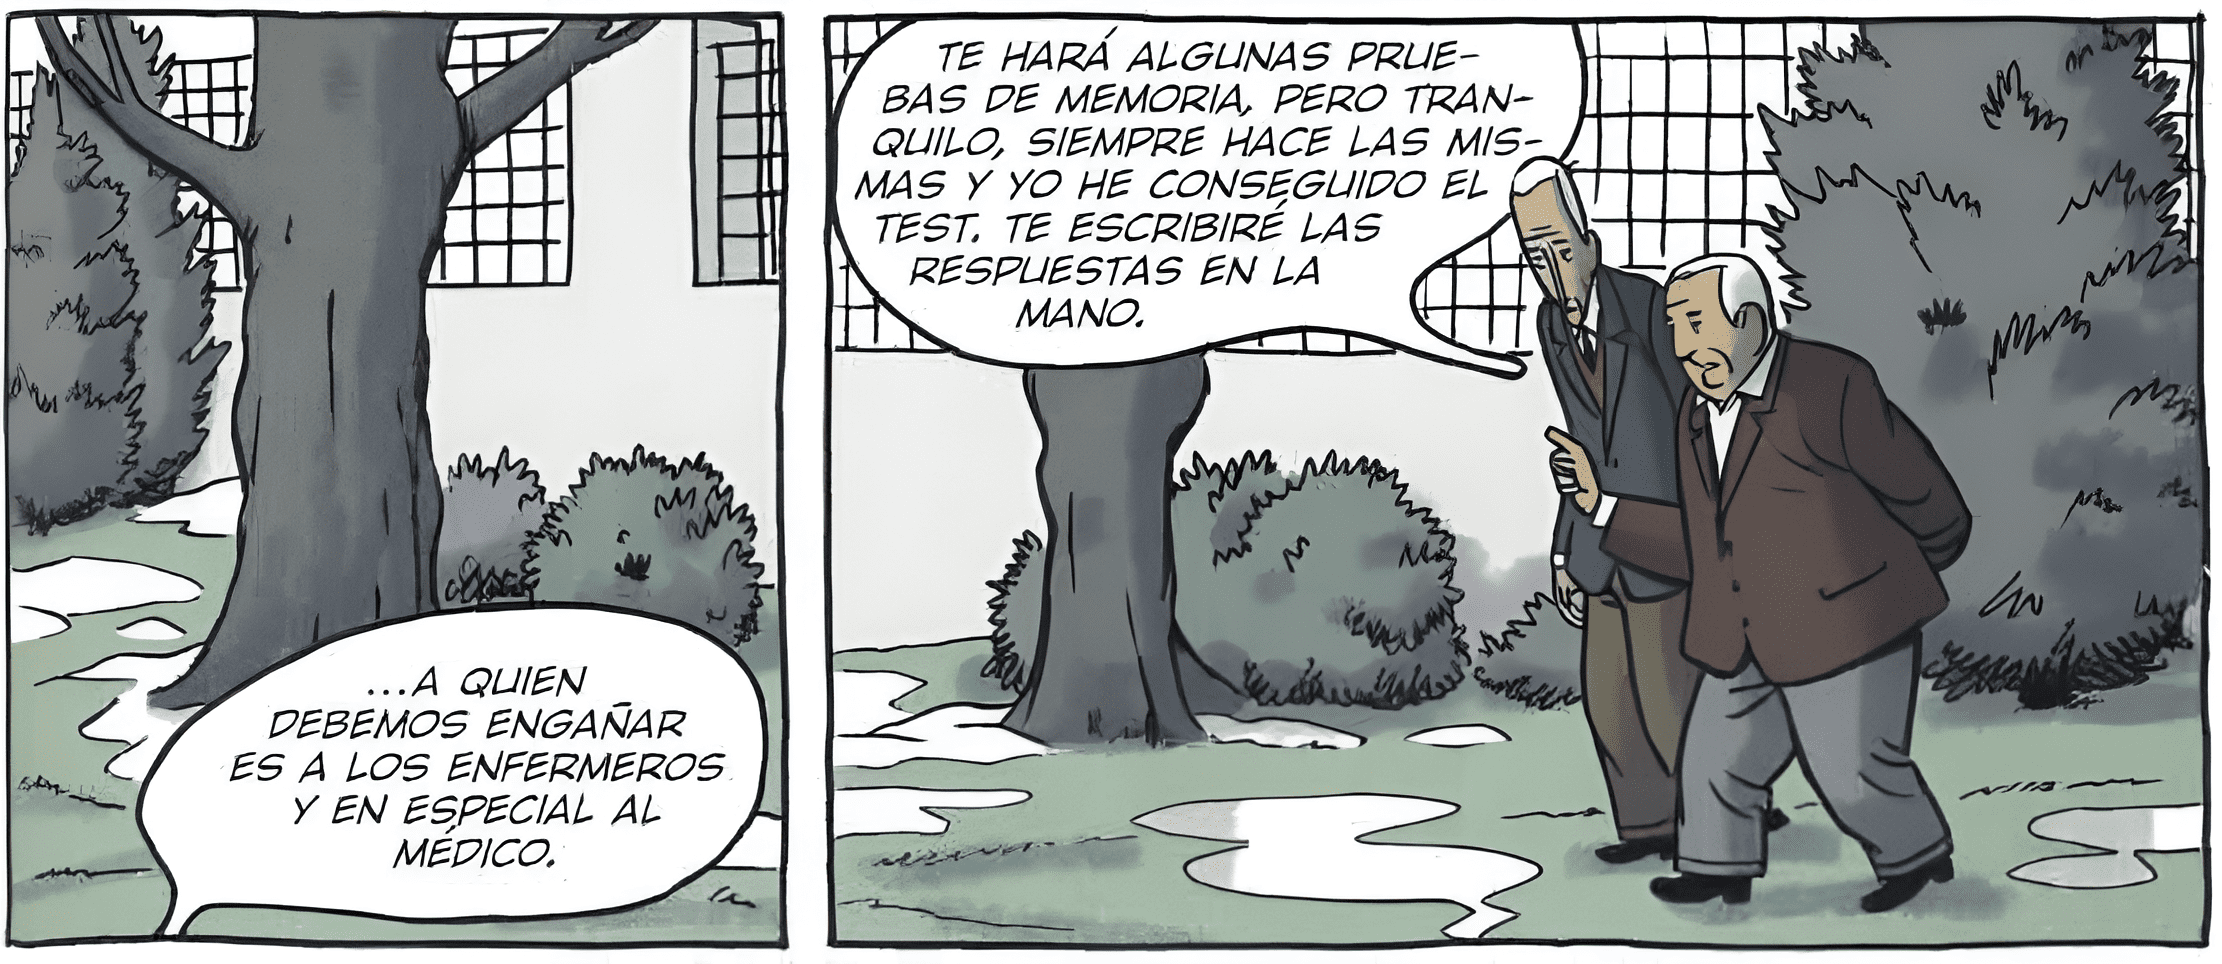 ...A QUIEN
DEBEMOS ENGAÑAR
ES A LOS ENFERMEROS
Y EN ESPECIAL AL
MÉDICO.
TE HARÁ ALGUNAS PRUE-
BAS DE MEMORIA, PERO TRAN-
QUILO, SIEMPRE HACE LAS MIS-
MAS Y YO HE CONSEGUIDO EL
TEST. TE ESCRIBIRÉ LAS
RESPUESTAS EN LA
MANO.